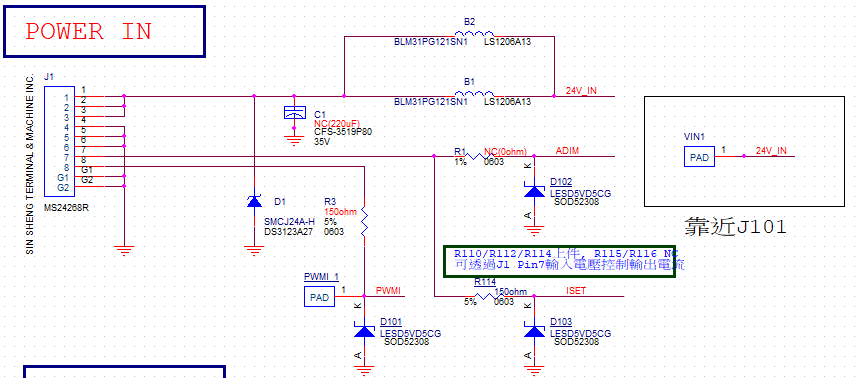 POWER IN
B2
BLM31PG121SN1 LS1206A13
J1
B1
24V_IN
BLM31PG121SN1 LS1206A13
SIN SHENG TERMINAL & MACHINE INC.
1 1
2 2
3 3
4 4
5 5
6 6
7 7
8 8
G1 G1
G2 G2
MS24268R
C1
NC(220uF)
CFS-3519P80
35V
VIN1
PAD 1 24V_IN
R1 NC(0ohm) ADIM
1% 0603
K
D102
LESD5VD5CG
SOD52308
A
靠近J101
D1
SMCJ24A-H
DS3123A27
R3
150ohm
5%
0603
R110/R112/R114上件, R115/R116 NC
可透過J1 Pin7輸入電壓控制輸出電流
PWMI_1
PAD 1 PWMI
R114
150ohm ISET
5% 0603
K
D101
LESD5VD5CG
SOD52308
A
K
D103
LESD5VD5CG
SOD52308
A